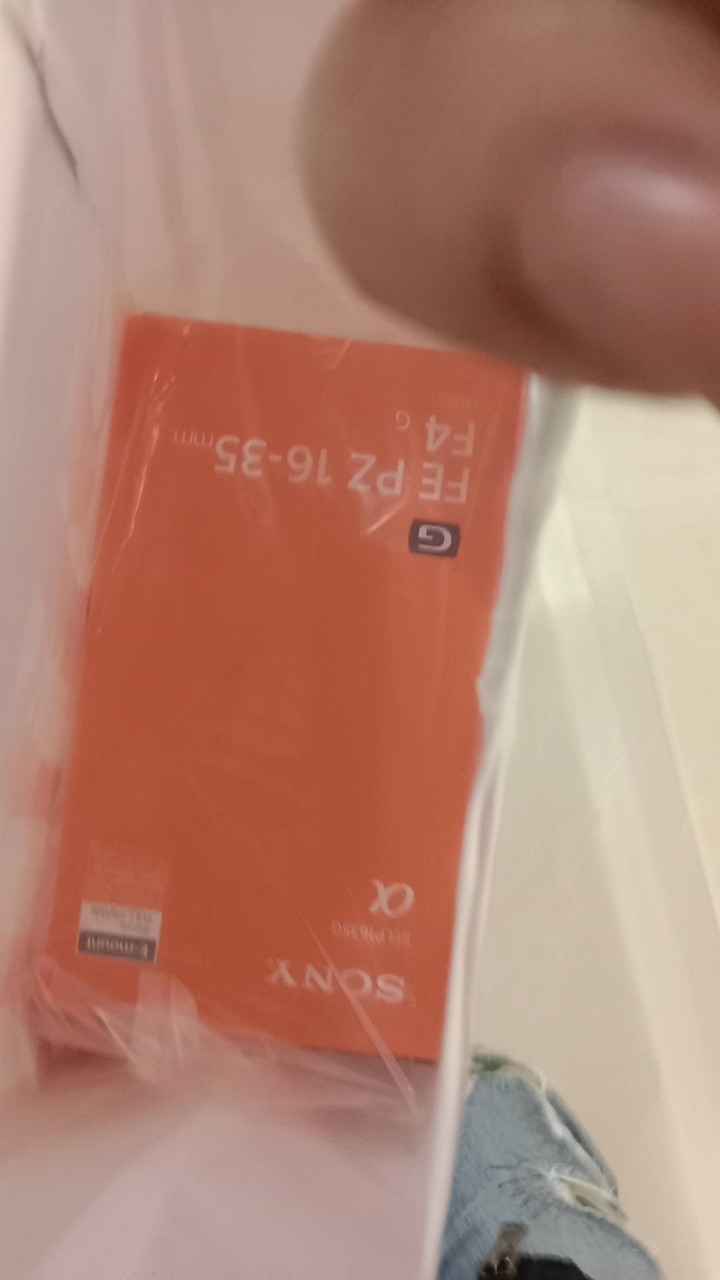 SONY
SELP1635G
α
G
FE PZ 16-35mm
F4 G
E-mount